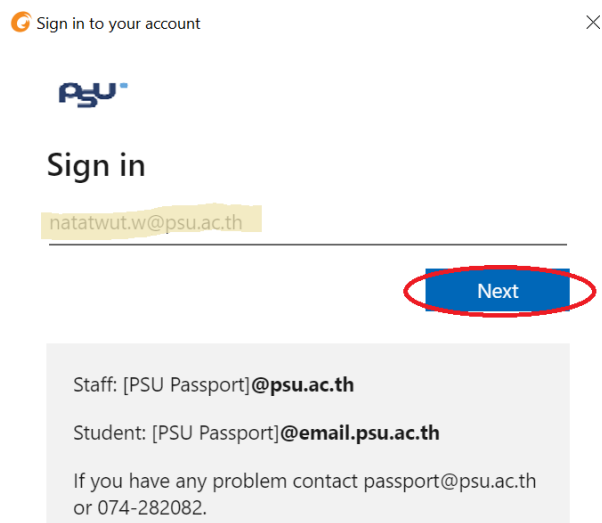 Sign in to your account
PSU
Sign in
natatwut.w@psu.ac.th
Next
Staff: [PSU Passport]@psu.ac.th
Student: [PSU Passport]@email.psu.ac.th
If you have any problem contact passport@psu.ac.th
or 074-282082.